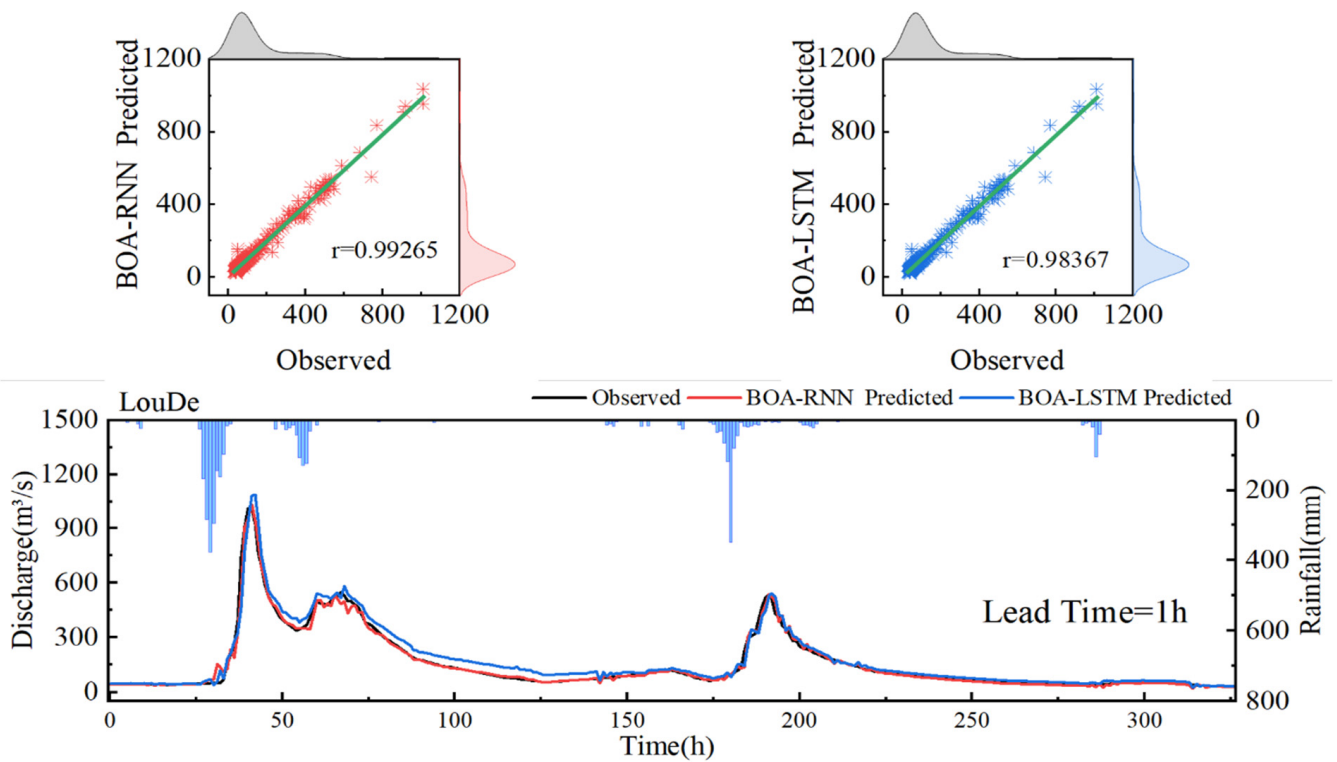 1200
800
400
0
BOA-RNN Predicted
r=0.99265
0 400 800 1200
Observed
1200
800
400
0
BOA-LSTM Predicted
r=0.98367
0 400 800 1200
Observed
LouDe
Observed BOA-RNN Predicted BOA-LSTM Predicted
1500
1200
900
600
300
0
Discharge(m³/s)
Lead Time=1h
0
200
400
600
800
Rainfall(mm)
0 50 100 150 200 250 300
Time(h)